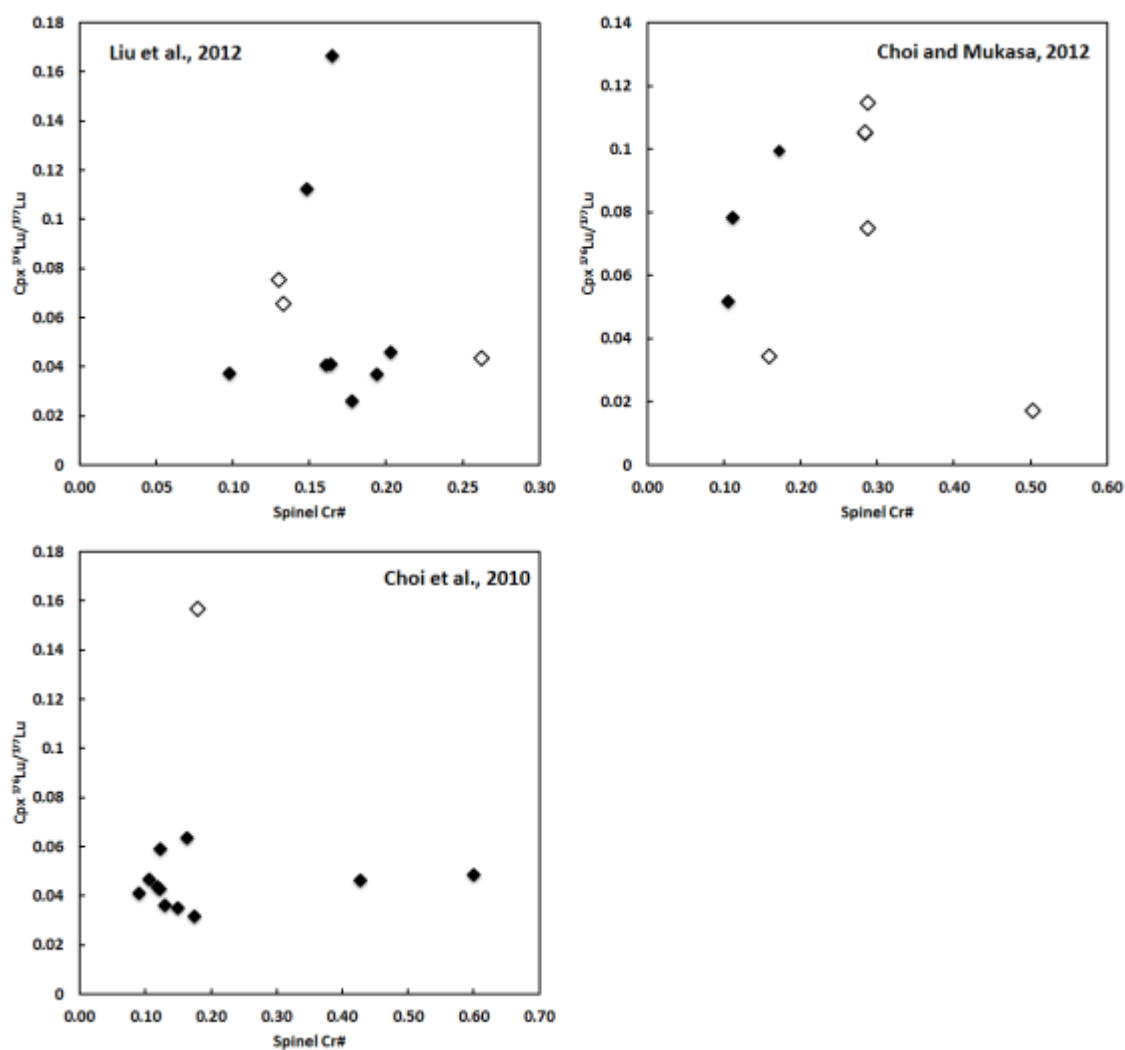 Liu et al., 2012
0.18
0.16
0.14
0.12
0.1
0.08
0.06
0.04
0.02
0
Cpx ¹⁷⁶Lu/¹⁷⁷Lu
0.00 0.05 0.10 0.15 0.20 0.25 0.30
Spinel Cr#
Choi and Mukasa, 2012
0.14
0.12
0.1
0.08
0.06
0.04
0.02
0
Cpx ¹⁷⁶Lu/¹⁷⁷Lu
0.00 0.10 0.20 0.30 0.40 0.50 0.60
Spinel Cr#
Choi et al., 2010
0.18
0.16
0.14
0.12
0.1
0.08
0.06
0.04
0.02
0
Cpx ¹⁷⁶Lu/¹⁷⁷Lu
0.00 0.10 0.20 0.30 0.40 0.50 0.60 0.70
Spinel Cr#